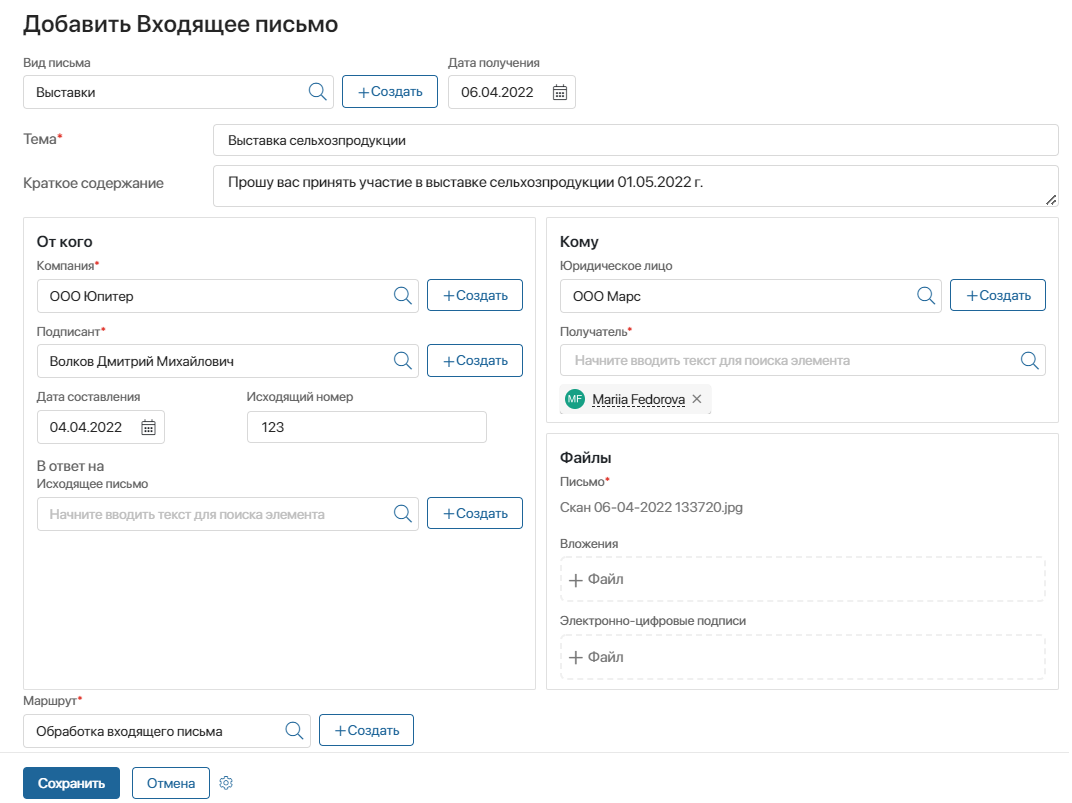 Добавить Входящее письмо
Вид письма
Дата получения
Выставки
+Создать
06.04.2022
Тема*
Выставка сельхозпродукции
Краткое содержание
Прошу вас принять участие в выставке сельхозпродукции 01.05.2022 г.
От кого
Компания*
ООО Юпитер
+Создать
Подписант*
Волков Дмитрий Михайлович
+Создать
Дата составления
Исходящий номер
04.04.2022
123
В ответ на
Исходящее письмо
Начните вводить текст для поиска элемента
+Создать
Кому
Юридическое лицо
ООО Марс
+Создать
Получатель*
Начните вводить текст для поиска элемента
MF Mariia Fedorova ×
Файлы
Письмо*
Скан 06-04-2022 133720.jpg
Вложения
+ Файл
Электронно-цифровые подписи
+ Файл
Маршрут*
Обработка входящего письма
+Создать
Сохранить
Отмена